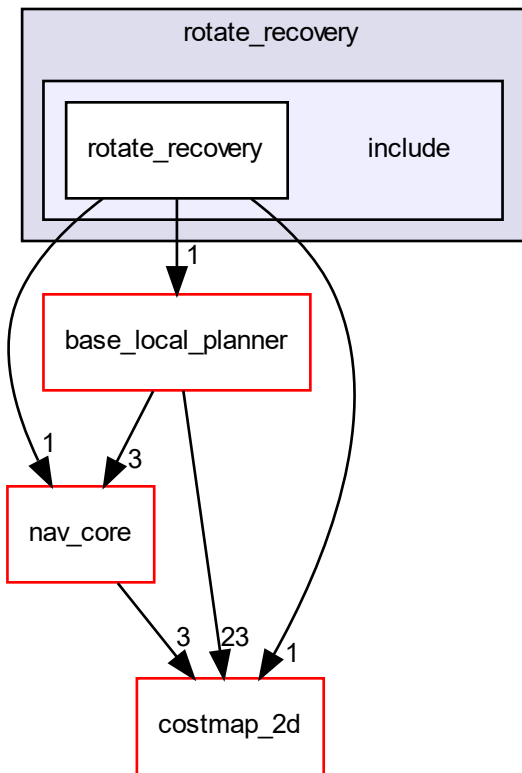 rotate_recovery
rotate_recovery
include
1
base_local_planner
1
3
nav_core
3
23
1
costmap_2d